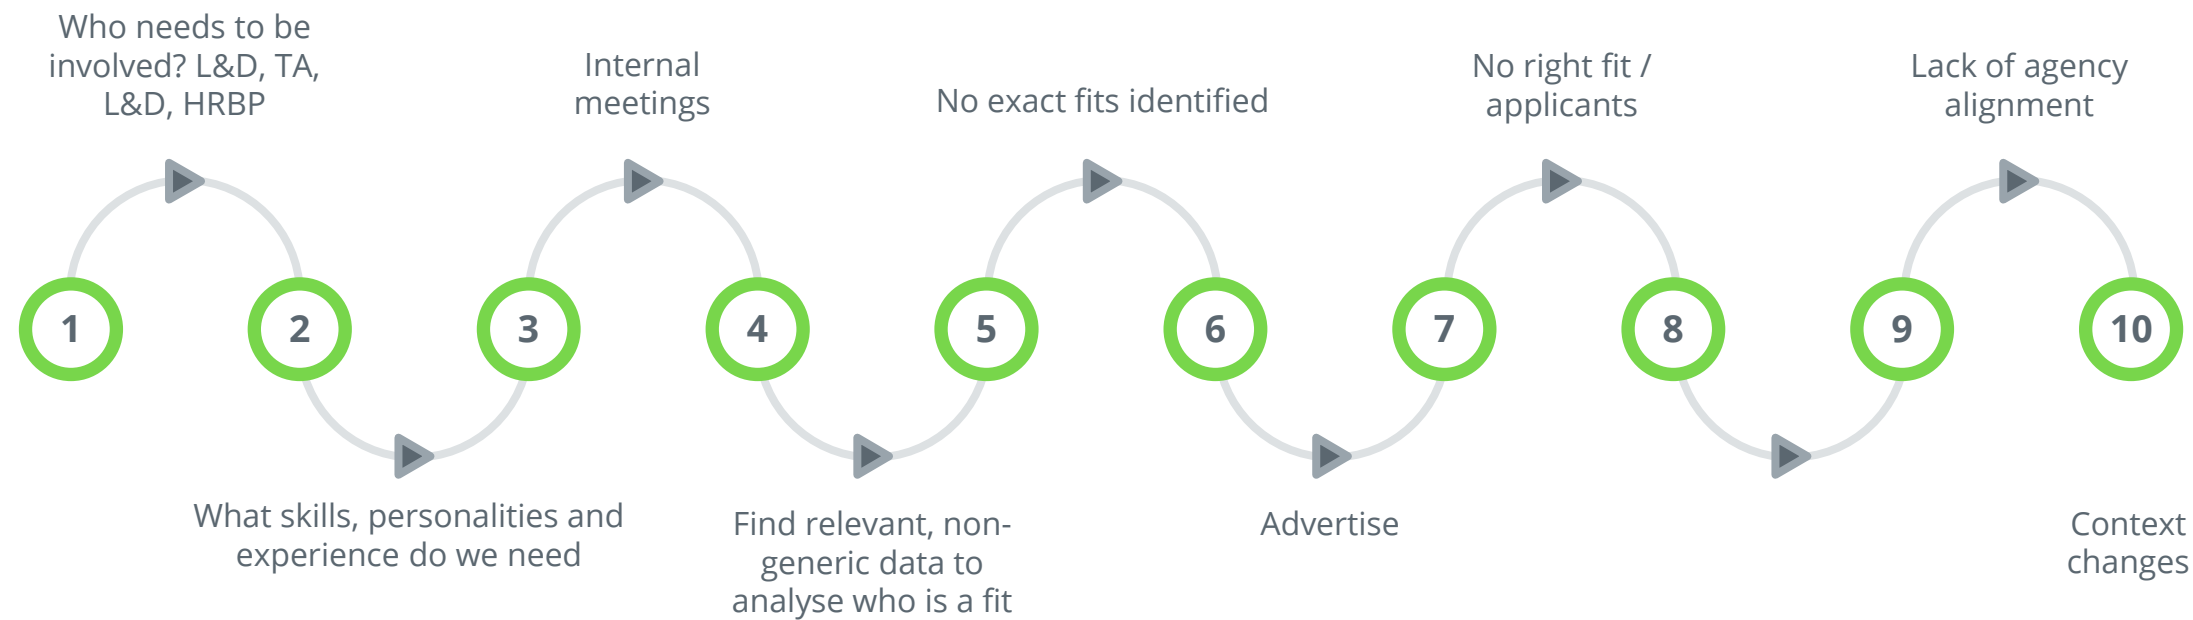 Who needs to be
involved? L&D, TA,
L&D, HRBP
Internal
meetings
No exact fits identified
No right fit /
applicants
Lack of agency
alignment
1
2
3
4
5
6
7
8
9
10
What skills, personalities and
experience do we need
Find relevant, non-
generic data to
analyse who is a fit
Advertise
Context
changes